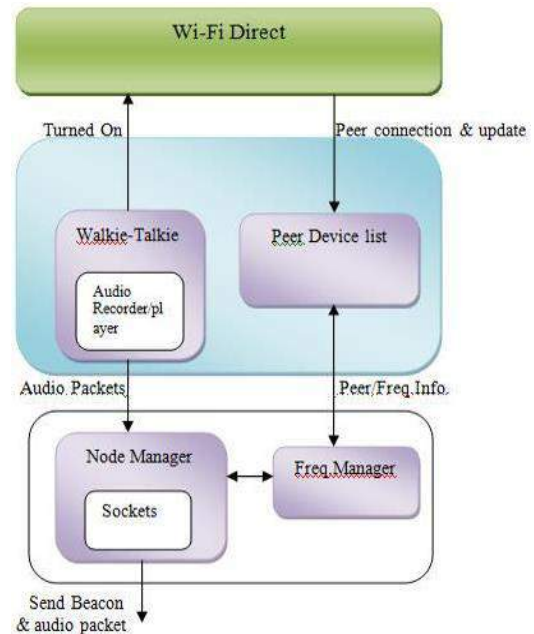 Wi-Fi Direct
Turned On
Peer connection & update
Walkie-Talkie
Peer Device list
Audio
Recorder/pl
ayer
Audio Packets
Peer/Freq.Info.
Node Manager
Freq.Manager
Sockets
Send Beacon
& audio packet